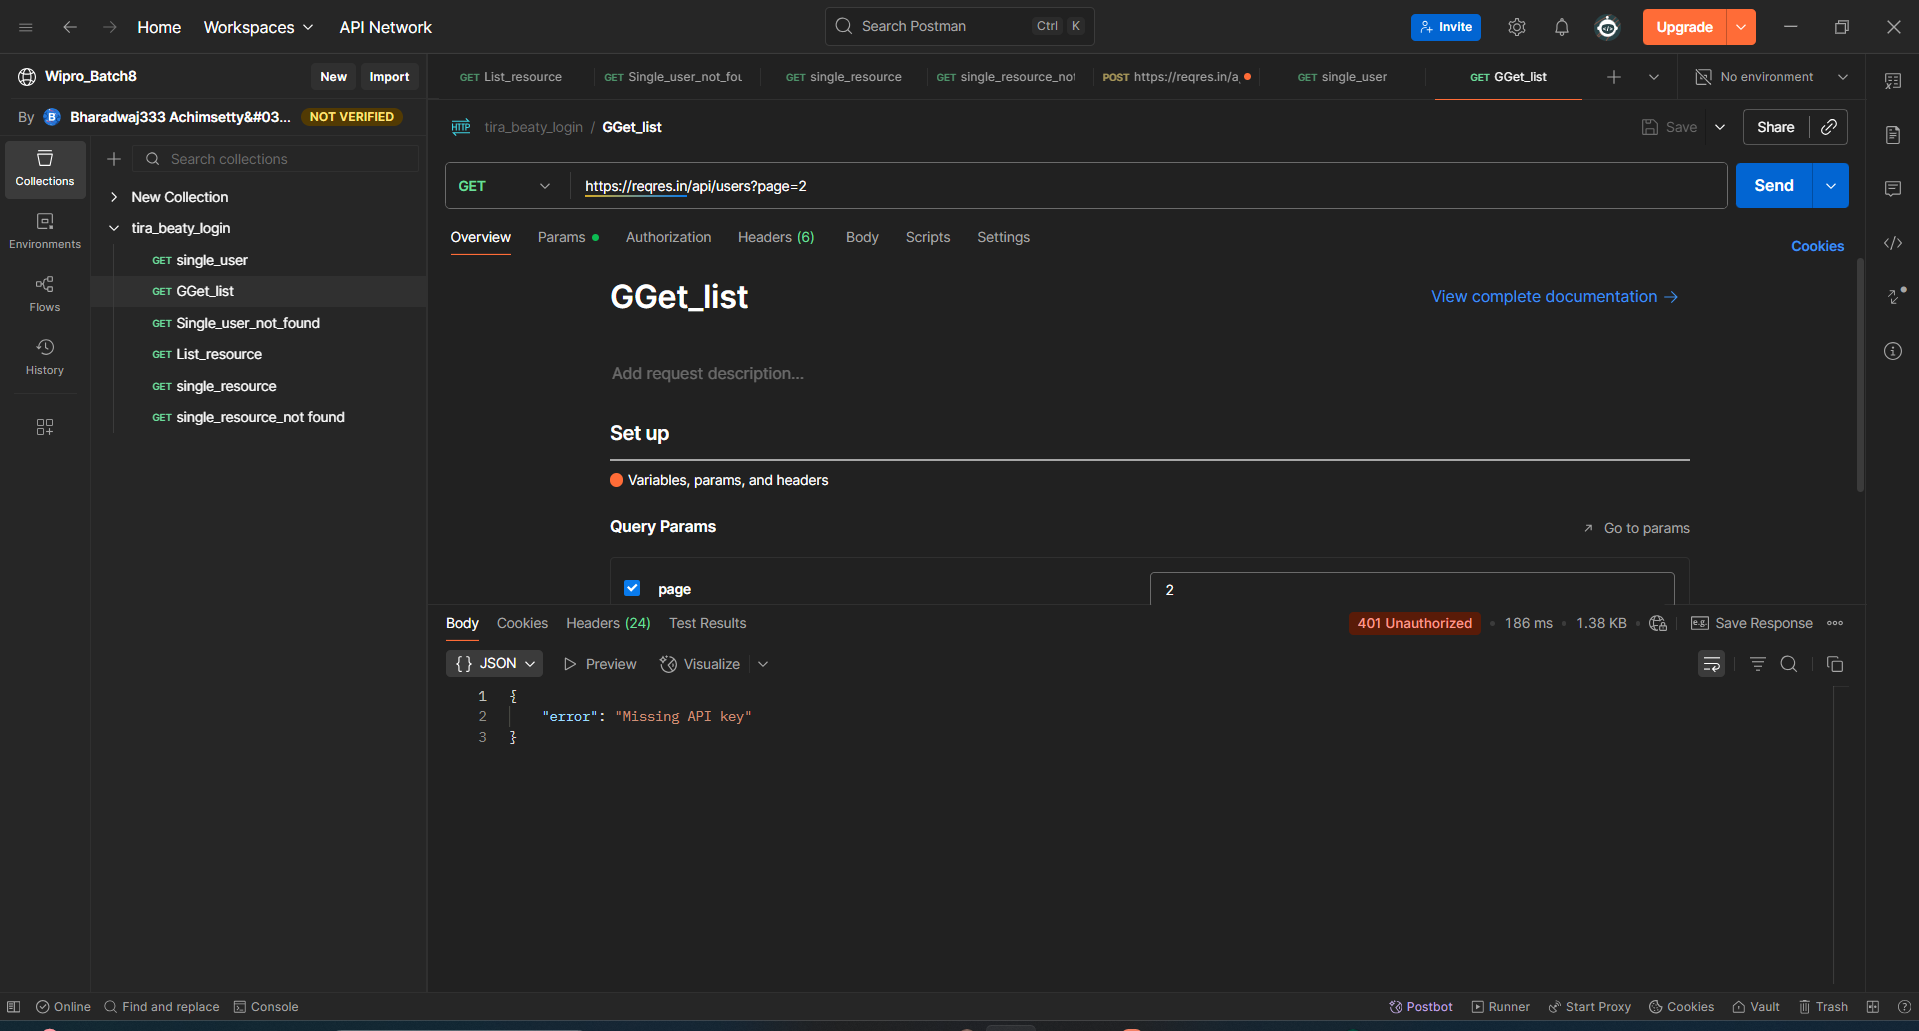 Home Workspaces API Network Search Postman Ctrl K Invite Upgrade
Wipro_Batch8 New Import
GET List_resource GET Single_user_not_fou GET single_resource GET single_resource_not POST https://reqres.in/a GET single_user GET GGet_list No environment
By B Bharadwaj333 Achimsetty&#03... NOT VERIFIED
HTTP tira_beaty_login / GGet_list Save Share
Collections
Search collections
Environments
Flows
History
New Collection
tira_beaty_login
GET single_user
GET GGet_list
GET Single_user_not_found
GET List_resource
GET single_resource
GET single_resource_not found
GET https://reqres.in/api/users?page=2 Send
Overview Params Authorization Headers (6) Body Scripts Settings Cookies
GGet_list View complete documentation →
Add request description...
Set up
Variables, params, and headers
Query Params Go to params
page 2
Body Cookies Headers (24) Test Results 401 Unauthorized • 186 ms • 1.38 KB e.g. Save Response
{} JSON Preview Visualize
1 {
2 "error": "Missing API key"
3 }
Online Find and replace Console Postbot Runner Start Proxy Cookies Vault Trash